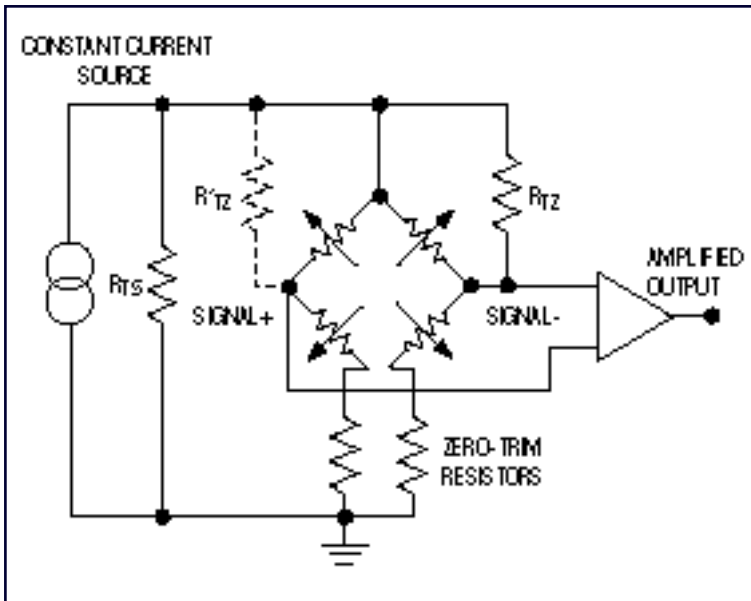 CONSTANT CURRENT
SOURCE
R'TZ
RTZ
RTS
AMPLIFIED
OUTPUT
SIGNAL+
SIGNAL-
ZERO-TRIM
RESISTORS